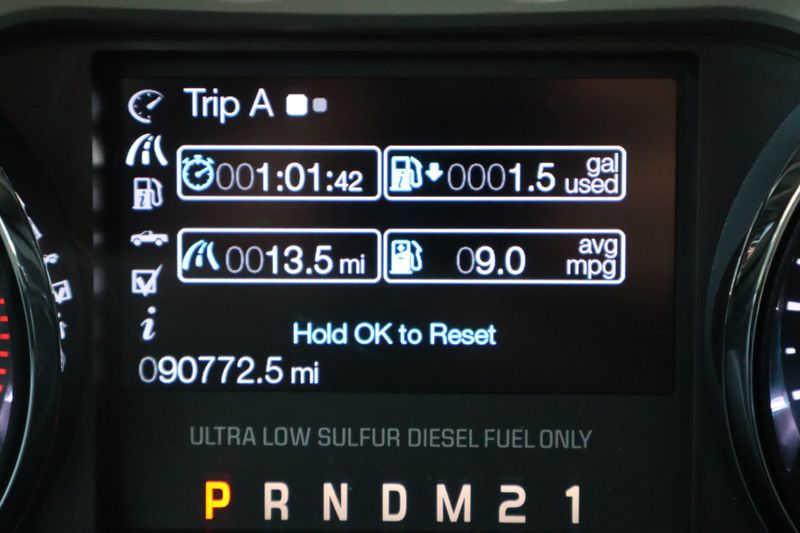 Trip A
001:01:42
0001.5 gal used
0013.5 mi
09.0 avg mpg
Hold OK to Reset
090772.5 mi
ULTRA LOW SULFUR DIESEL FUEL ONLY
P R N D M 2 1